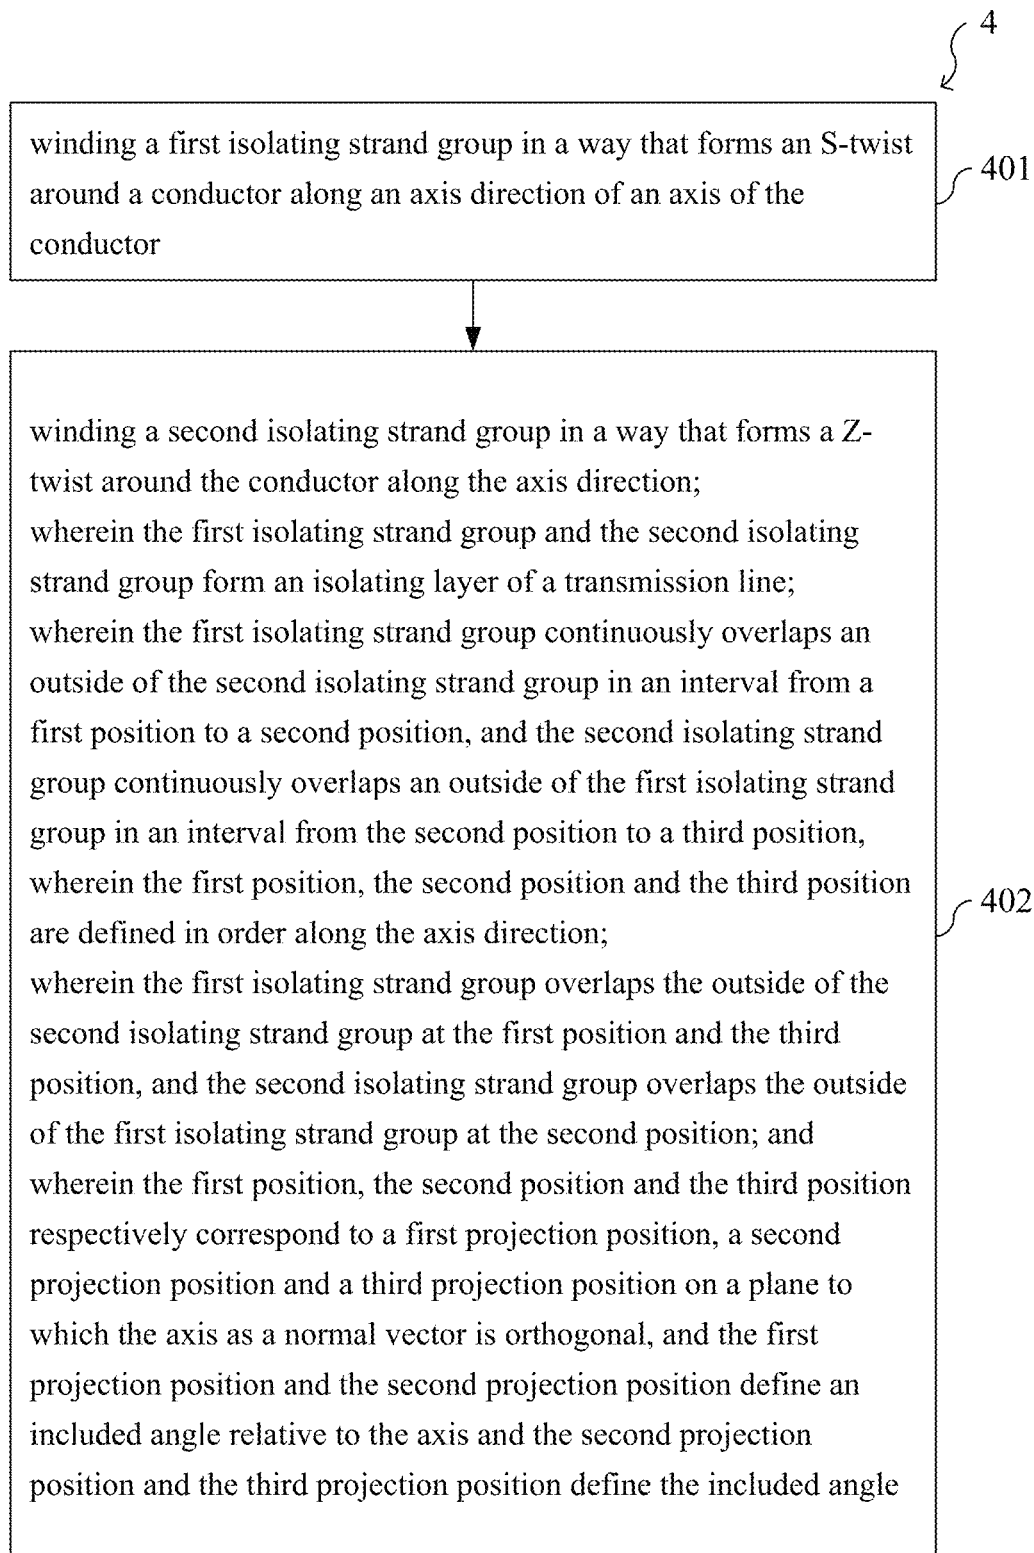 4
winding a first isolating strand group in a way that forms an S-twist
around a conductor along an axis direction of an axis of the
conductor
401
winding a second isolating strand group in a way that forms a Z-
twist around the conductor along the axis direction;
wherein the first isolating strand group and the second isolating
strand group form an isolating layer of a transmission line;
wherein the first isolating strand group continuously overlaps an
outside of the second isolating strand group in an interval from a
first position to a second position, and the second isolating strand
group continuously overlaps an outside of the first isolating strand
group in an interval from the second position to a third position,
wherein the first position, the second position and the third position
are defined in order along the axis direction;
wherein the first isolating strand group overlaps the outside of the
second isolating strand group at the first position and the third
position, and the second isolating strand group overlaps the outside
of the first isolating strand group at the second position; and
wherein the first position, the second position and the third position
respectively correspond to a first projection position, a second
projection position and a third projection position on a plane to
which the axis as a normal vector is orthogonal, and the first
projection position and the second projection position define an
included angle relative to the axis and the second projection
position and the third projection position define the included angle
402